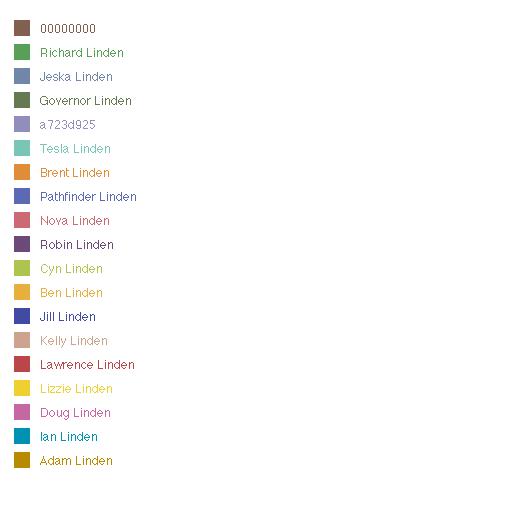 00000000
Richard Linden
Jeska Linden
Governor Linden
a723d925
Tesla Linden
Brent Linden
Pathfinder Linden
Nova Linden
Robin Linden
Cyn Linden
Ben Linden
Jill Linden
Kelly Linden
Lawrence Linden
Lizzie Linden
Doug Linden
Ian Linden
Adam Linden